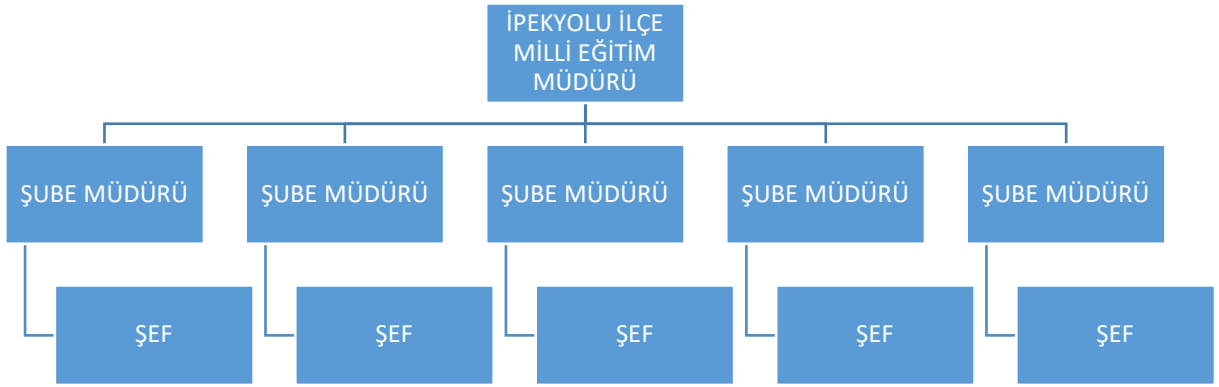 İPEKYOLU İLÇE
MİLLİ EĞİTİM
MÜDÜRÜ
ŞUBE MÜDÜRÜ
ŞUBE MÜDÜRÜ
ŞUBE MÜDÜRÜ
ŞUBE MÜDÜRÜ
ŞUBE MÜDÜRÜ
ŞEF
ŞEF
ŞEF
ŞEF
ŞEF